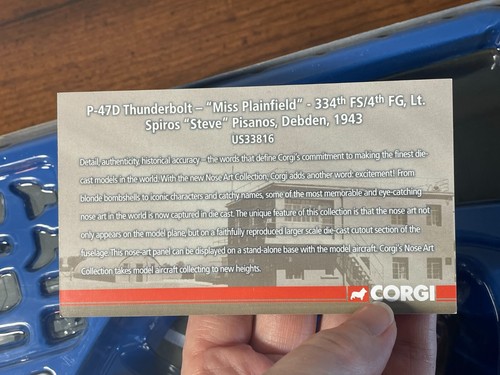 P-47D Thunderbolt – "Miss Plainfield" - 334th FS/4th FG, Lt.
Spiros "Steve" Pisanos, Debden, 1943
US33816
Detail, authenticity, historical accuracy – the words that define Corgi's commitment to making the finest die-
cast models in the world. With the new Nose Art Collection, Corgi adds another word: excitement! From
blonde bombshells to iconic characters and catchy names, some of the most memorable and eye-catching
nose art in the world is now captured in die cast. The unique feature of this collection is that the nose art not
only appears on the model plane, but on a faithfully reproduced larger scale die-cast cutout section of the
fuselage. This nose-art panel can be displayed on a stand-alone base with the model aircraft. Corgi's Nose Art
Collection takes model aircraft collecting to new heights.
CORGI